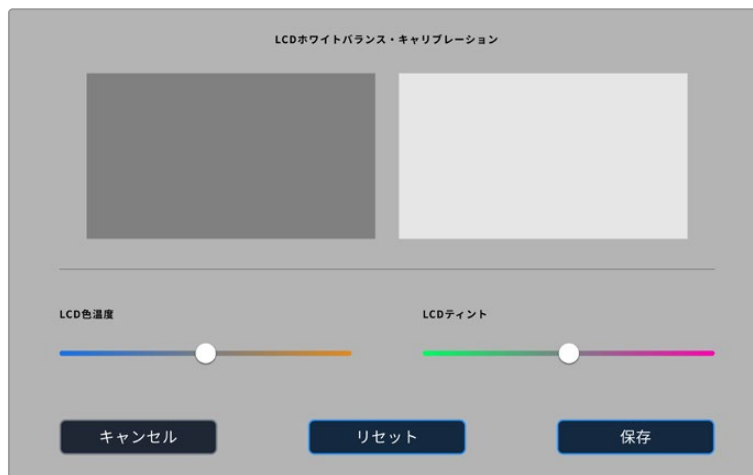 LCDホワイトバランス・キャリブレーション
LCD色温度
LCDティント
キャンセル
リセット
保存